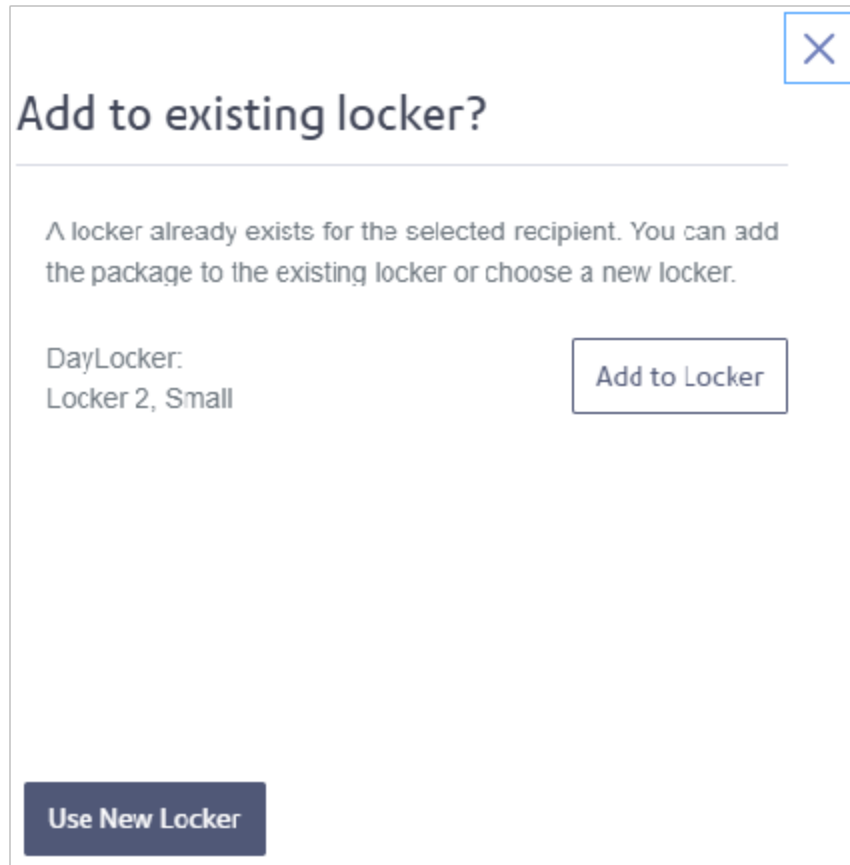 Add to existing locker?
A locker already exists for the selected recipient. You can add
the package to the existing locker or choose a new locker.
DayLocker:
Locker 2, Small
Add to Locker
Use New Locker